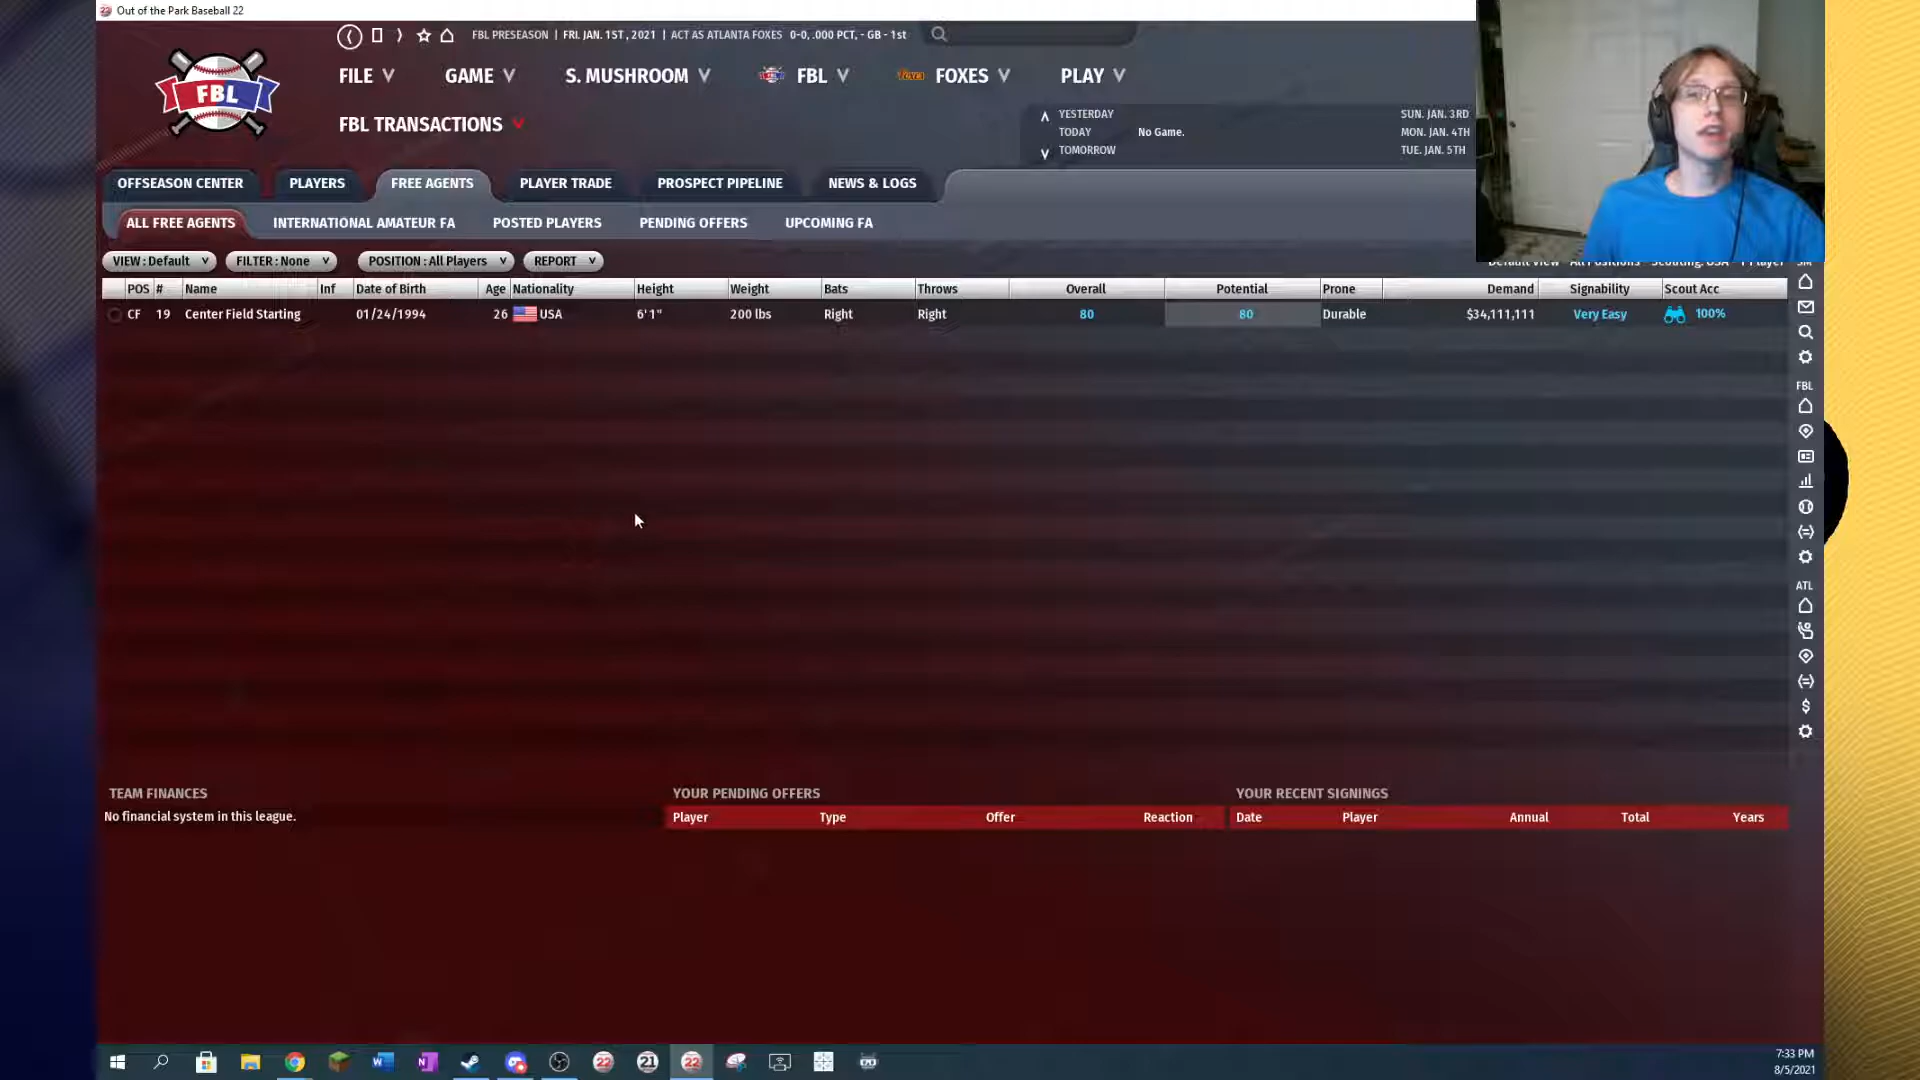 Out of the Park Baseball 22
FBL PRESEASON | FRI. JAN. 1ST, 2021 | ACT AS ATLANTA FOXES 0-0, .000 PCT, - GB - 1st
FBL
FILE GAME S. MUSHROOM FBL FOXES PLAY
FBL TRANSACTIONS
YESTERDAY SUN. JAN. 3RD
TODAY No Game. MON. JAN. 4TH
TOMORROW TUE. JAN. 5TH
OFFSEASON CENTER PLAYERS FREE AGENTS PLAYER TRADE PROSPECT PIPELINE NEWS & LOGS
ALL FREE AGENTS INTERNATIONAL AMATEUR FA POSTED PLAYERS PENDING OFFERS UPCOMING FA
VIEW : Default FILTER : None POSITION : All Players REPORT
POS # Name Inf Date of Birth Age Nationality Height Weight Bats Throws Overall Potential Prone Demand Signability Scout Acc
CF 19 Center Field Starting 01/24/1994 26 USA 6' 1" 200 lbs Right Right 80 80 Durable $34,111,111 Very Easy 100%
FBL
ATL
TEAM FINANCES
No financial system in this league.
YOUR PENDING OFFERS
Player Type Offer Reaction
YOUR RECENT SIGNINGS
Date Player Annual Total Years
22 21 22
7:33 PM
8/5/2021